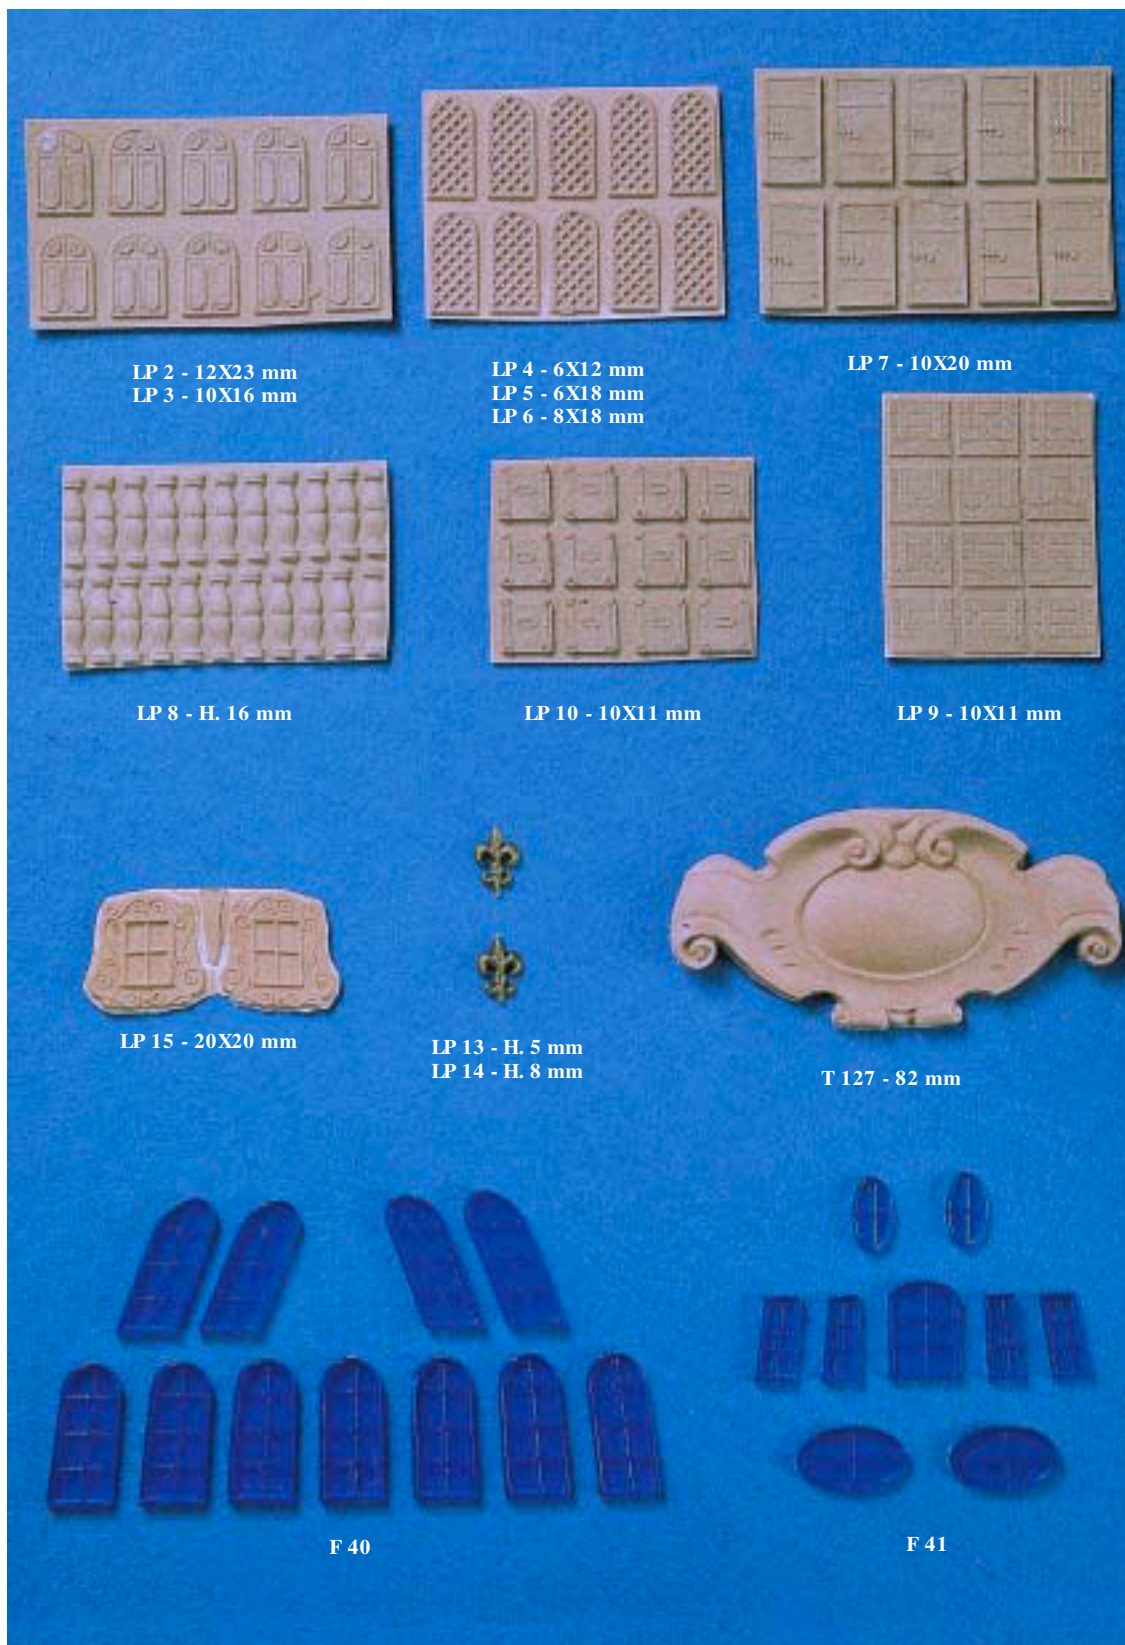 LP 2 - 12X23 mm
LP 3 - 10X16 mm
LP 4 - 6X12 mm
LP 5 - 6X18 mm
LP 6 - 8X18 mm
LP 7 - 10X20 mm
LP 8 - H. 16 mm
LP 10 - 10X11 mm
LP 9 - 10X11 mm
LP 15 - 20X20 mm
LP 13 - H. 5 mm
LP 14 - H. 8 mm
T 127 - 82 mm
F 40
F 41